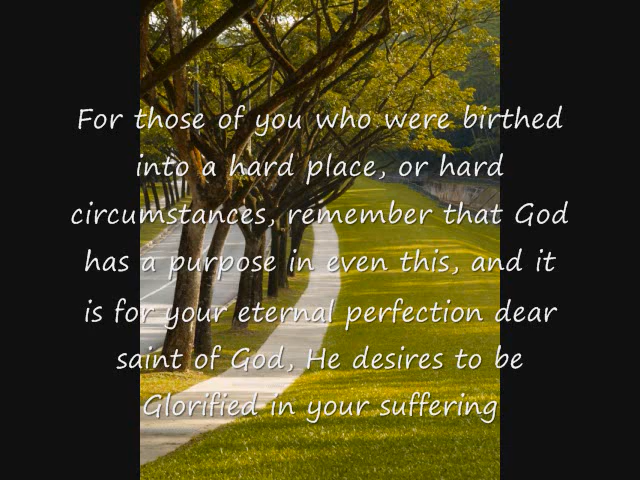 For those of you who were birthed
into a hard place, or hard
circumstances, remember that God
has a purpose in even this, and it
is for your eternal perfection dear
saint of God, He desires to be
Glorified in your suffering